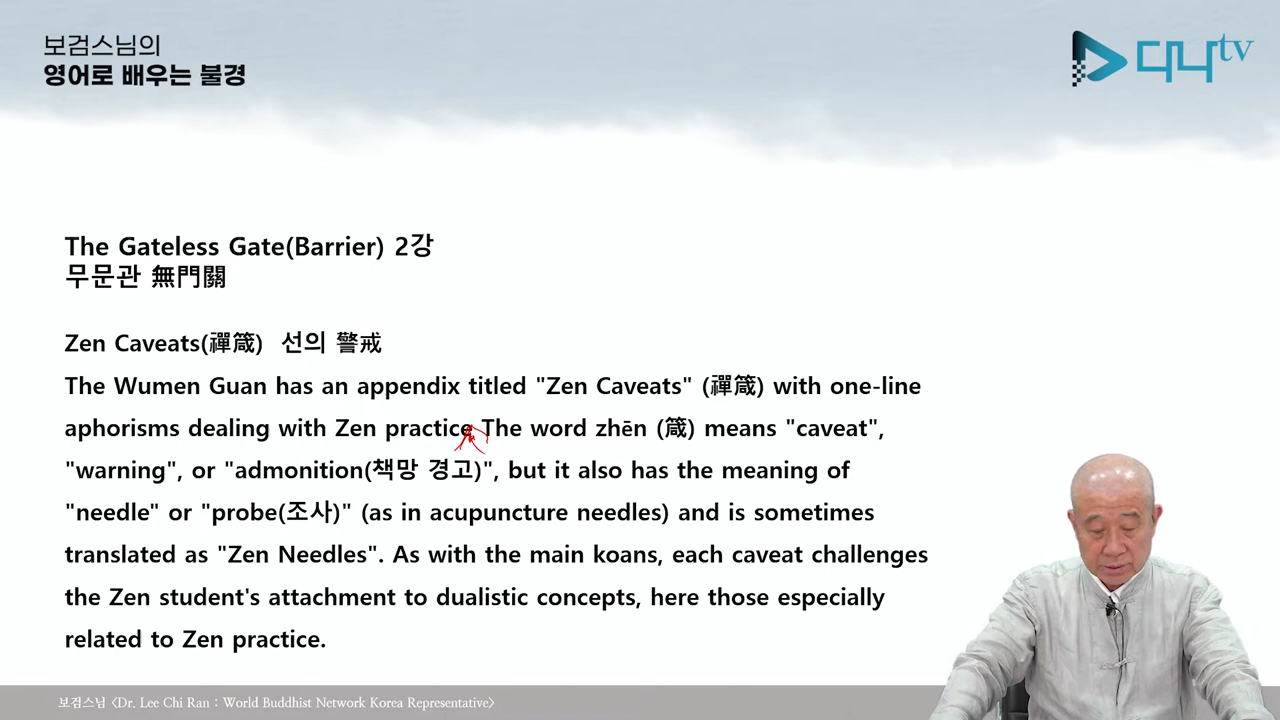 보검스님의
영어로 배우는 불경
다나tv
The Gateless Gate(Barrier) 2강
무문관 無門關
Zen Caveats(禪箴) 선의 警戒
The Wumen Guan has an appendix titled "Zen Caveats" (禪箴) with one-line
aphorisms dealing with Zen practice The word zhēn (箴) means "caveat",
"warning", or "admonition(책망 경고)", but it also has the meaning of
"needle" or "probe(조사)" (as in acupuncture needles) and is sometimes
translated as "Zen Needles". As with the main koans, each caveat challenges
the Zen student's attachment to dualistic concepts, here those especially
related to Zen practice.
보검스님 <Dr. Lee Chi Ran : World Buddhist Network Korea Representative>